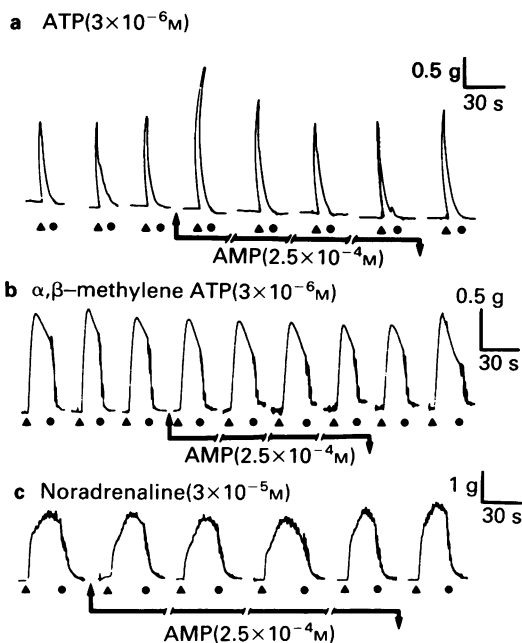 a ATP(3×10⁻⁶M)
0.5 g
30 s
AMP(2.5×10⁻⁴M)
b α,β–methylene ATP(3×10⁻⁶M)
0.5 g
30 s
AMP(2.5×10⁻⁴M)
c Noradrenaline(3×10⁻⁵M)
1 g
30 s
AMP(2.5×10⁻⁴M)